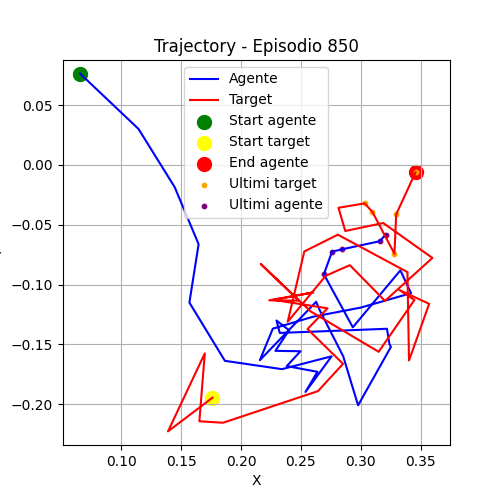 Trajectory - Episodio 850
Agente
Target
Start agente
Start target
End agente
Ultimi target
Ultimi agente
0.05
0.00
−0.05
−0.10
−0.15
−0.20
0.10
0.15
0.20
0.25
0.30
0.35
X